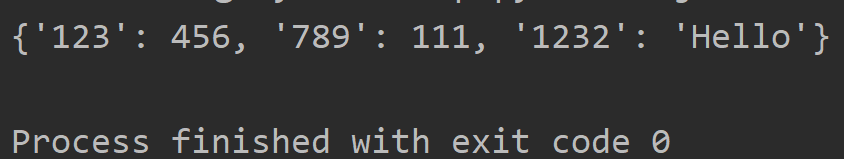 {'123': 456, '789': 111, '1232': 'Hello'}
Process finished with exit code 0